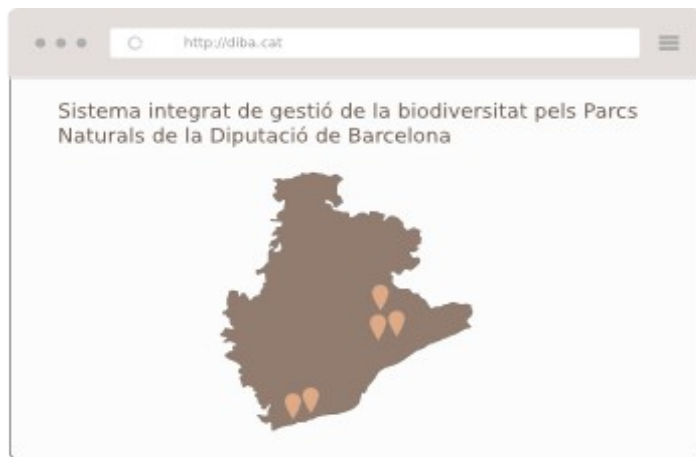 http://diba.cat
Sistema integrat de gestió de la biodiversitat pels Parcs
Naturals de la Diputació de Barcelona